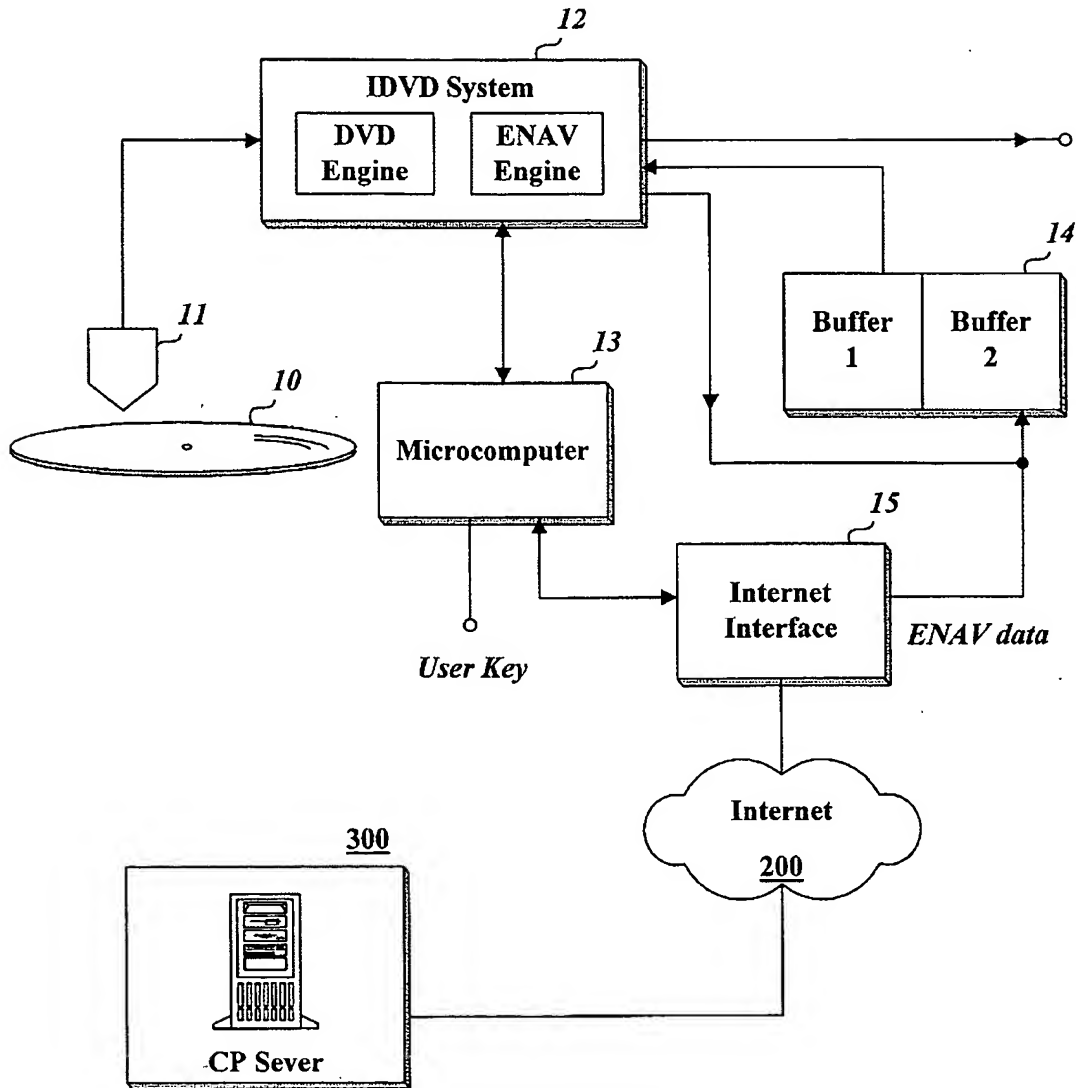 12
IDVD System
DVD
Engine
ENAV
Engine
14
Buffer
1
Buffer
2
11
10
13
Microcomputer
15
Internet
Interface
ENAV data
User Key
Internet
200
300
CP Sever